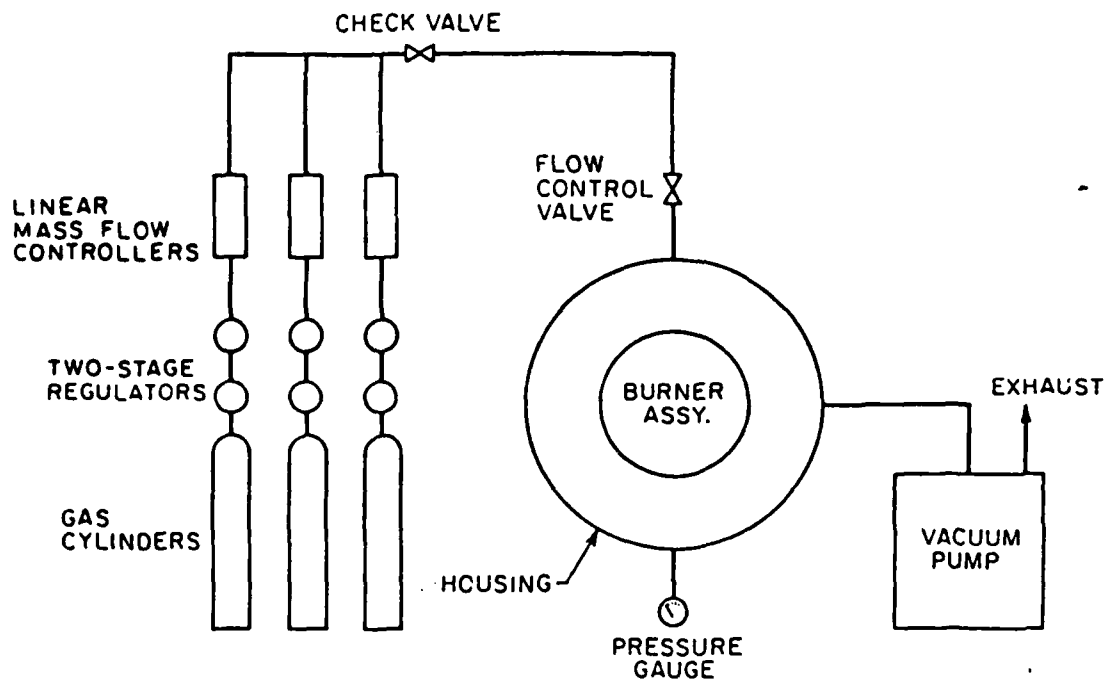 CHECK VALVE
FLOW
CONTROL
VALVE
LINEAR
MASS FLOW
CONTROLLERS
TWO-STAGE
REGULATORS
BURNER
ASSY.
EXHAUST
GAS
CYLINDERS
VACUUM
PUMP
HOUSING
PRESSURE
GAUGE